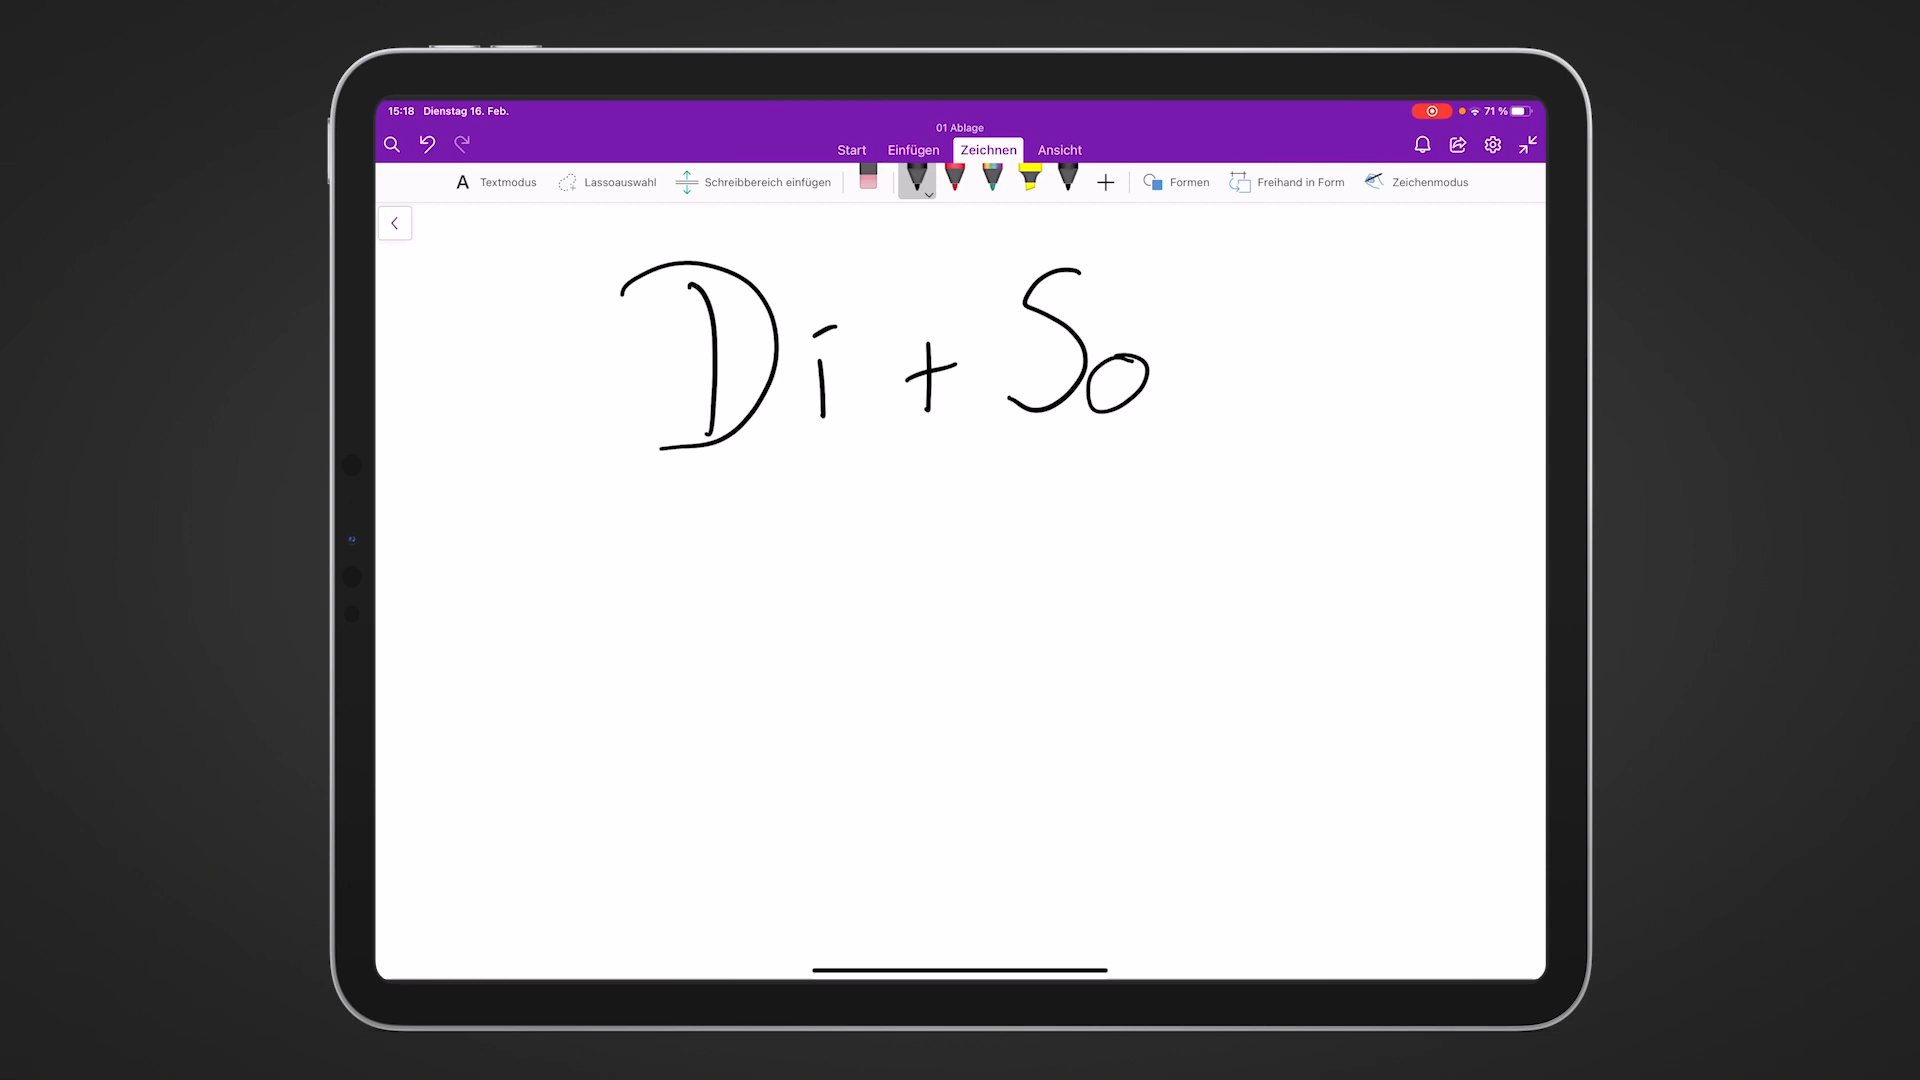 15:18 Dienstag 16. Feb. 71 %
01 Ablage
Start Einfügen Zeichnen Ansicht
A Textmodus Lassoauswahl Schreibbereich einfügen Formen Freihand in Form Zeichenmodus
Di + So